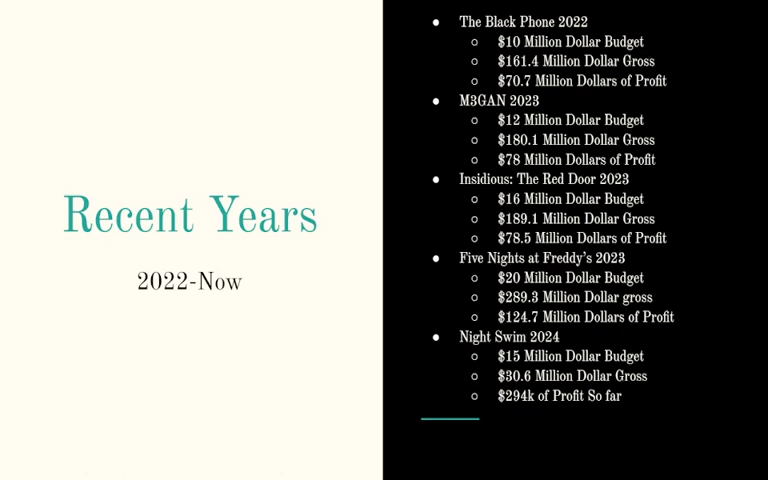 Recent Years
2022-Now
● The Black Phone 2022
○ $10 Million Dollar Budget
○ $161.4 Million Dollar Gross
○ $70.7 Million Dollars of Profit
● M3GAN 2023
○ $12 Million Dollar Budget
○ $180.1 Million Dollar Gross
○ $78 Million Dollars of Profit
● Insidious: The Red Door 2023
○ $16 Million Dollar Budget
○ $189.1 Million Dollar Gross
○ $78.5 Million Dollars of Profit
● Five Nights at Freddy’s 2023
○ $20 Million Dollar Budget
○ $289.3 Million Dollar gross
○ $124.7 Million Dollars of Profit
● Night Swim 2024
○ $15 Million Dollar Budget
○ $30.6 Million Dollar Gross
○ $294k of Profit So far